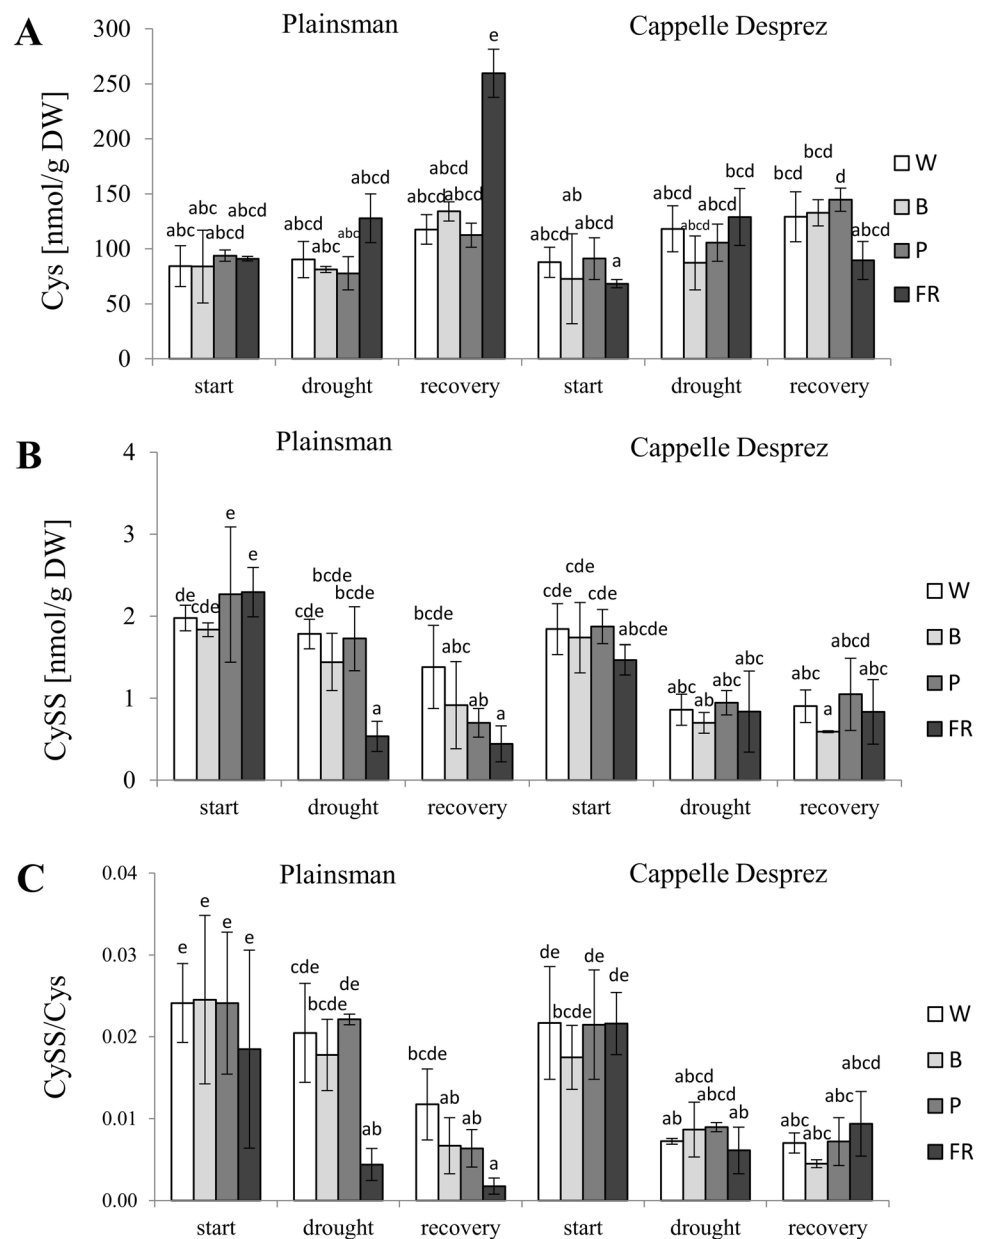 A
Plainsman
Cappelle Desprez
Cys [nmol/g DW]
300
250
200
150
100
50
0
abc
abc
abcd
abcd
abcd
abc
abc
abcd
abcd
abcd
abcd
e
abcd
ab
abcd
a
abcd
abcd
abcd
bcd
bcd
bcd
d
abcd
start
drought
recovery
start
drought
recovery
W
B
P
FR
B
Plainsman
Cappelle Desprez
CySS [nmol/g DW]
4
3
2
1
0
de
cde
e
e
cde
bcde
bcde
a
bcde
abc
ab
a
cde
cde
cde
abcde
abc
ab
abc
abc
abc
a
abcd
abc
start
drought
recovery
start
drought
recovery
W
B
P
FR
C
Plainsman
Cappelle Desprez
CySS/Cys
0.04
0.03
0.02
0.01
0.00
e
e
e
e
cde
bcde
de
ab
bcde
ab
ab
a
de
bcde
de
de
ab
abcd
abcd
ab
abc
abc
abc
abcd
start
drought
recovery
start
drought
recovery
W
B
P
FR